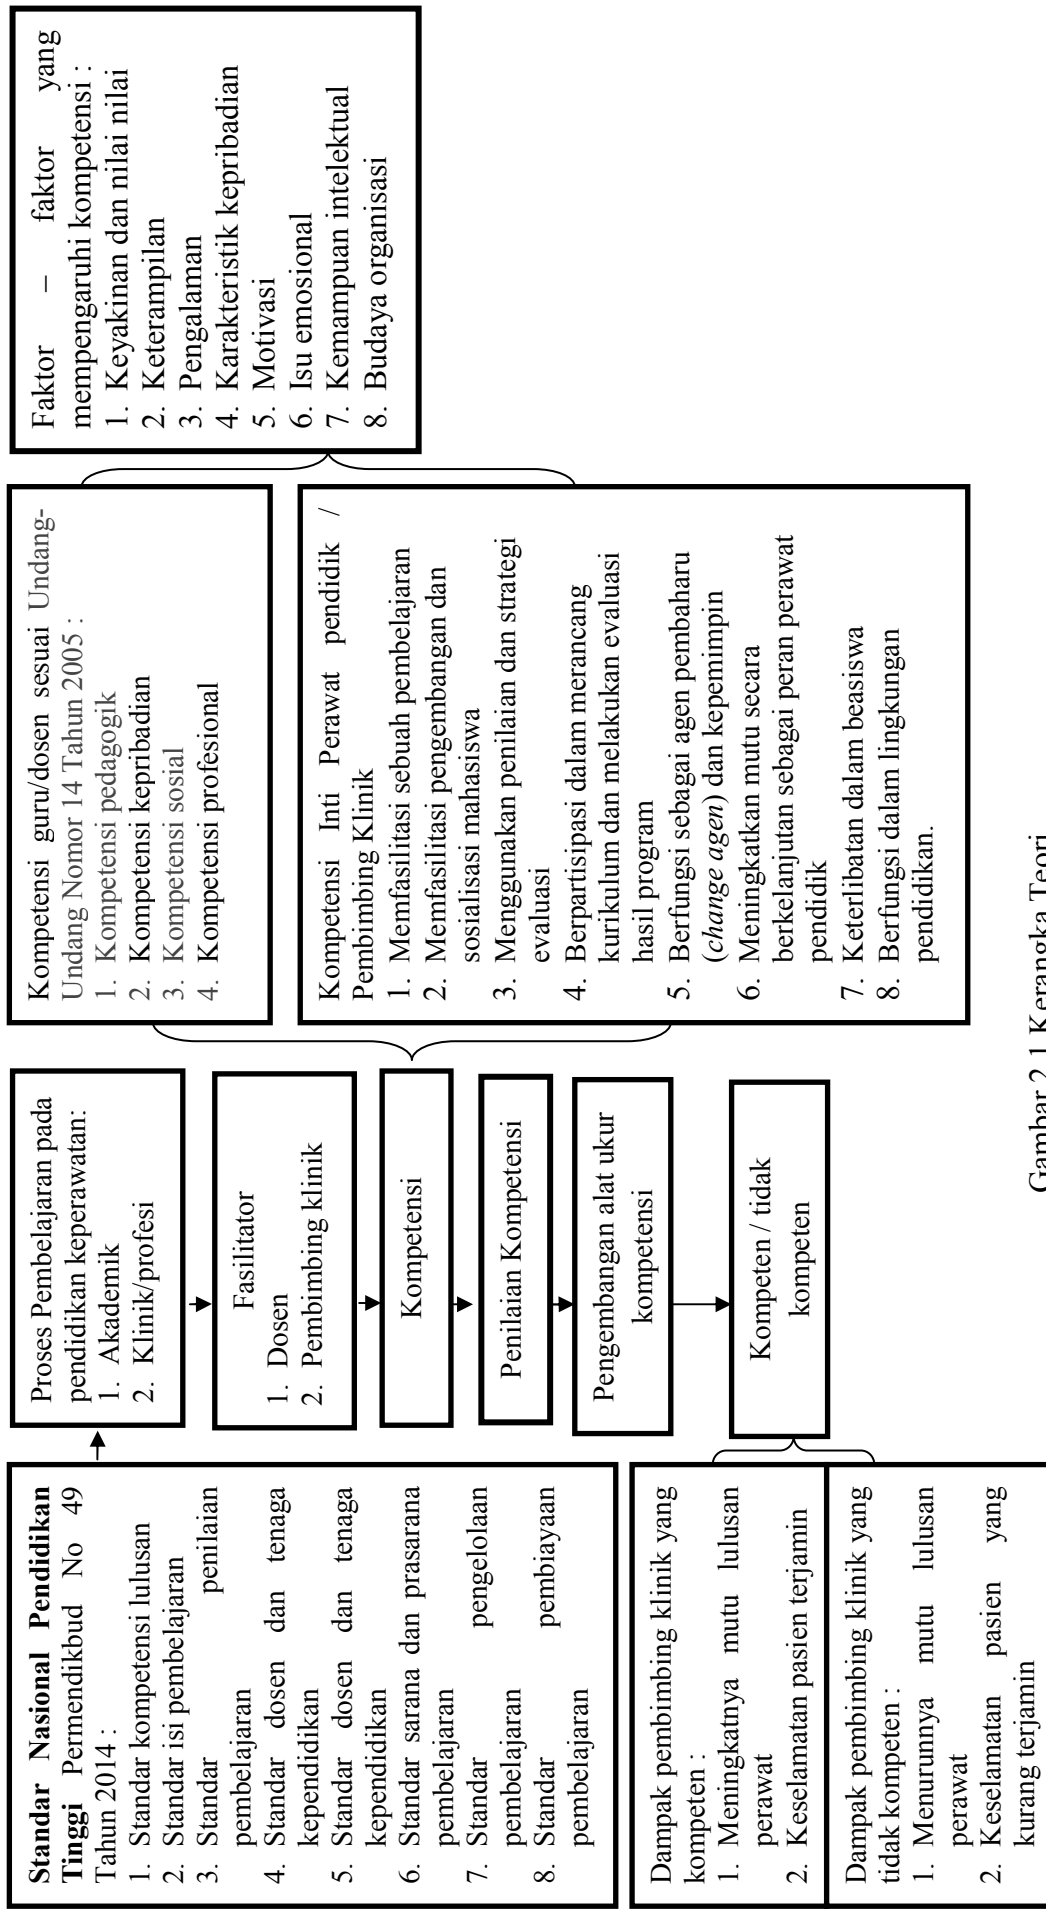 Standar Nasional Pendidikan
Tinggi Permendikbud No 49
Tahun 2014 :
1. Standar kompetensi lulusan
2. Standar isi pembelajaran
3. Standar penilaian
pembelajaran
4. Standar dosen dan tenaga
kependidikan
5. Standar dosen dan tenaga
kependidikan
6. Standar sarana dan prasarana
pembelajaran
7. Standar pengelolaan
pembelajaran
8. Standar pembiayaan
pembelajaran
Dampak pembimbing klinik yang
kompeten :
1. Meningkatnya mutu lulusan
perawat
2. Keselamatan pasien terjamin
Dampak pembimbing klinik yang
tidak kompeten :
1. Menurunnya mutu lulusan
perawat
2. Keselamatan pasien yang
kurang terjamin
Proses Pembelajaran pada
pendidikan keperawatan:
1. Akademik
2. Klinik/profesi
Fasilitator
1. Dosen
2. Pembimbing klinik
Kompetensi
Penilaian Kompetensi
Pengembangan alat ukur
kompetensi
Kompeten / tidak
kompeten
Kompetensi guru/dosen sesuai Undang-
Undang Nomor 14 Tahun 2005 :
1. Kompetensi pedagogik
2. Kompetensi kepribadian
3. Kompetensi sosial
4. Kompetensi profesional
Kompetensi Inti Perawat pendidik /
Pembimbing Klinik
1. Memfasilitasi sebuah pembelajaran
2. Memfasilitasi pengembangan dan
sosialisasi mahasiswa
3. Menggunakan penilaian dan strategi
evaluasi
4. Berpartisipasi dalam merancang
kurikulum dan melakukan evaluasi
hasil program
5. Berfungsi sebagai agen pembaharu
(change agen) dan kepemimpin
6. Meningkatkan mutu secara
berkelanjutan sebagai peran perawat
pendidik
7. Keterlibatan dalam beasiswa
8. Berfungsi dalam lingkungan
pendidikan.
Faktor – faktor yang
mempengaruhi kompetensi :
1. Keyakinan dan nilai nilai
2. Keterampilan
3. Pengalaman
4. Karakteristik kepribadian
5. Motivasi
6. Isu emosional
7. Kemampuan intelektual
8. Budaya organisasi
Gambar 2.1 Kerangka Teori